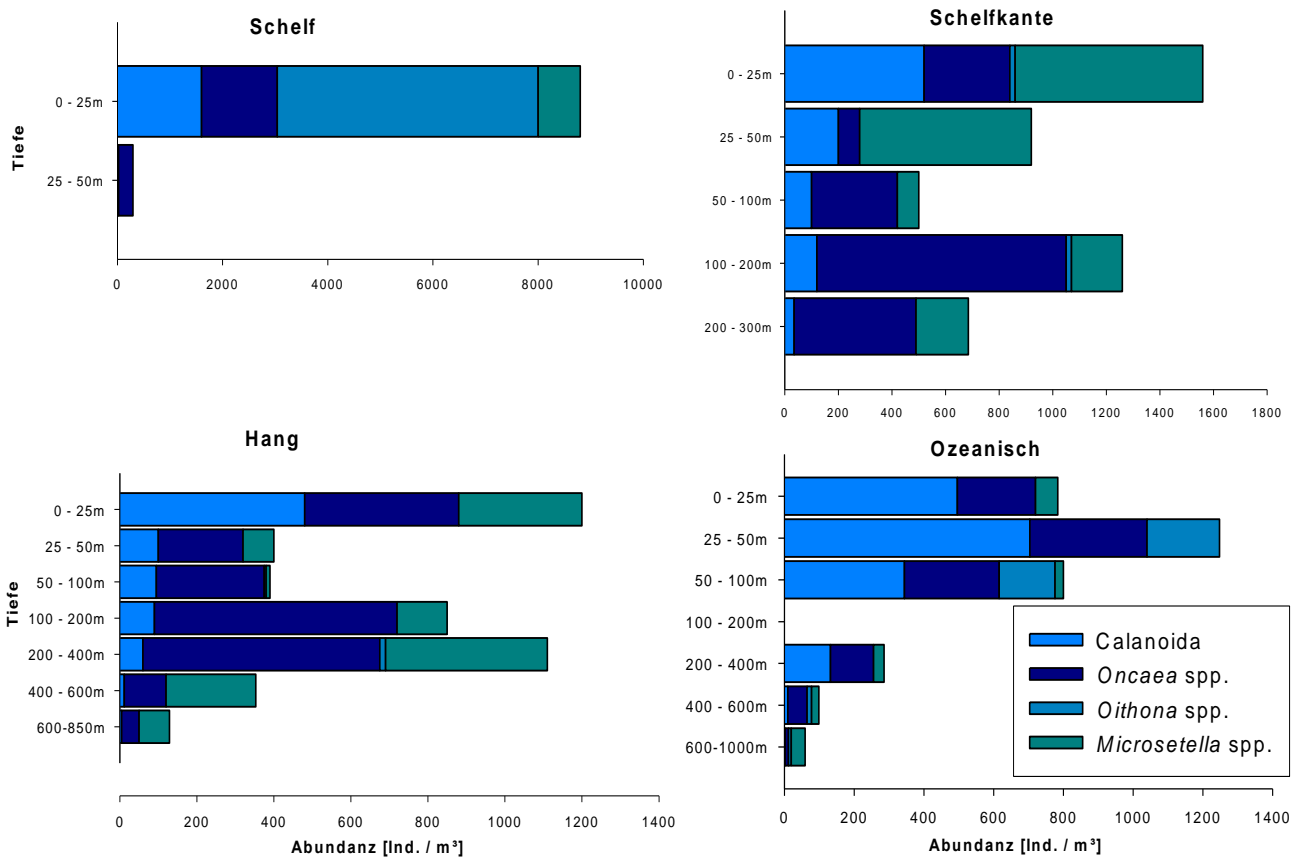 Schelf
Tiefe
0 - 25m
25 - 50m
0 2000 4000 6000 8000 10000
Schelfkante
0 - 25m
25 - 50m
50 - 100m
100 - 200m
200 - 300m
0 200 400 600 800 1000 1200 1400 1600 1800
Hang
Tiefe
0 - 25m
25 - 50m
50 - 100m
100 - 200m
200 - 400m
400 - 600m
600-850m
0 200 400 600 800 1000 1200 1400
Abundanz [Ind. / m³]
Ozeanisch
0 - 25m
25 - 50m
50 - 100m
100 - 200m
200 - 400m
400 - 600m
600-1000m
0 200 400 600 800 1000 1200 1400
Abundanz [Ind. / m³]
Calanoida
Oncaea spp.
Oithona spp.
Microsetella spp.